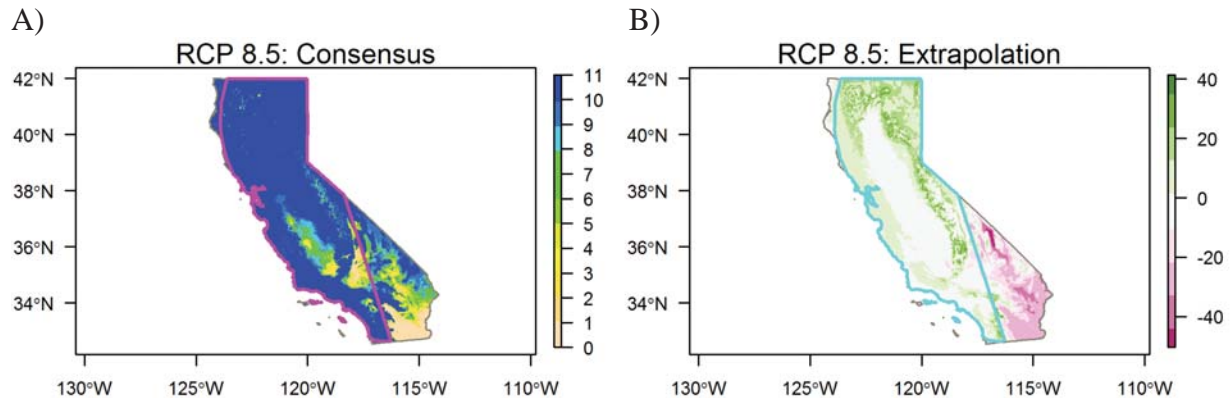 A)
RCP 8.5: Consensus
42°N
40°N
38°N
36°N
34°N
130°W
125°W
120°W
115°W
110°W
11
10
9
8
7
6
5
4
3
2
1
0
B)
RCP 8.5: Extrapolation
42°N
40°N
38°N
36°N
34°N
130°W
125°W
120°W
115°W
110°W
40
20
0
-20
-40